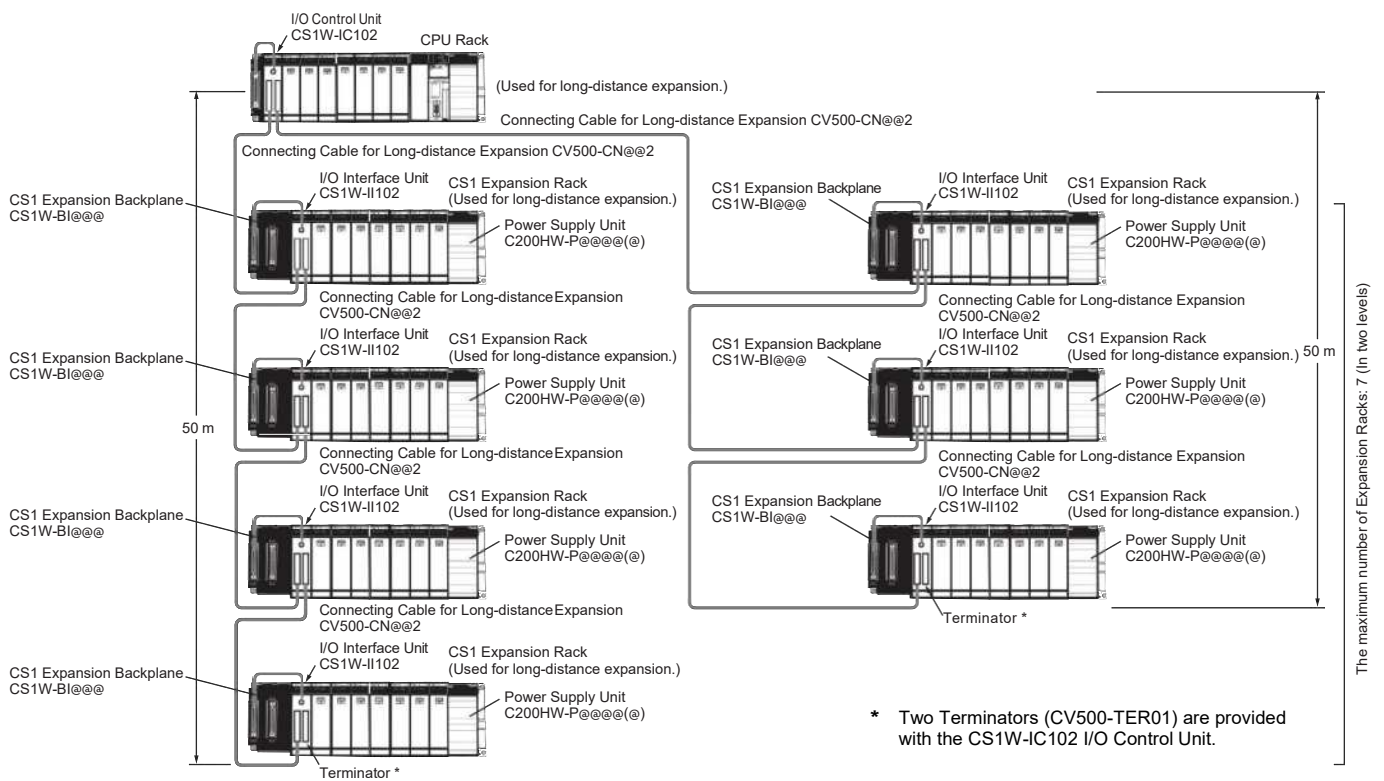 I/O Control Unit
CS1W-IC102
CPU Rack
(Used for long-distance expansion.)
Connecting Cable for Long-distance Expansion CV500-CN@@2
Connecting Cable for Long-distance Expansion CV500-CN@@2
CS1 Expansion Backplane
CS1W-BI@@@
I/O Interface Unit
CS1W-II102
CS1 Expansion Rack
(Used for long-distance expansion.)
Power Supply Unit
C200HW-P@@@@(@)
Connecting Cable for Long-distance Expansion
CV500-CN@@2
CS1 Expansion Backplane
CS1W-BI@@@
I/O Interface Unit
CS1W-II102
CS1 Expansion Rack
(Used for long-distance expansion.)
Power Supply Unit
C200HW-P@@@@(@)
50 m
Connecting Cable for Long-distance Expansion
CV500-CN@@2
CS1 Expansion Backplane
CS1W-BI@@@
I/O Interface Unit
CS1W-II102
CS1 Expansion Rack
(Used for long-distance expansion.)
Power Supply Unit
C200HW-P@@@@(@)
Connecting Cable for Long-distance Expansion
CV500-CN@@2
CS1 Expansion Backplane
CS1W-BI@@@
I/O Interface Unit
CS1W-II102
CS1 Expansion Rack
(Used for long-distance expansion.)
Power Supply Unit
C200HW-P@@@@(@)
Terminator *
CS1 Expansion Backplane
CS1W-BI@@@
I/O Interface Unit
CS1W-II102
CS1 Expansion Rack
(Used for long-distance expansion.)
Power Supply Unit
C200HW-P@@@@(@)
Connecting Cable for Long-distance Expansion
CV500-CN@@2
CS1 Expansion Backplane
CS1W-BI@@@
I/O Interface Unit
CS1W-II102
CS1 Expansion Rack
(Used for long-distance expansion.)
50 m
Power Supply Unit
C200HW-P@@@@(@)
Connecting Cable for Long-distance Expansion
CV500-CN@@2
CS1 Expansion Backplane
CS1W-BI@@@
I/O Interface Unit
CS1W-II102
CS1 Expansion Rack
(Used for long-distance expansion.)
Power Supply Unit
C200HW-P@@@@(@)
Terminator *
The maximum number of Expansion Racks: 7 (In two levels)
* Two Terminators (CV500-TER01) are provided
with the CS1W-IC102 I/O Control Unit.